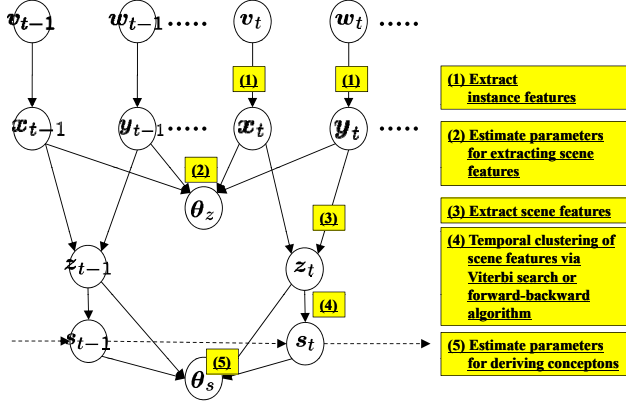 v_{t-1} w_{t-1} ..... v_t w_t .....
(1) (1)
x_{t-1} y_{t-1} ..... x_t y_t .....
(2)
θ_z
(3)
z_{t-1} z_t
(4)
s_{t-1} s_t
(5)
θ_s
(1) Extract
instance features
(2) Estimate parameters
for extracting scene
features
(3) Extract scene features
(4) Temporal clustering of
scene features via
Viterbi search or
forward-backward
algorithm
(5) Estimate parameters
for deriving conceptons